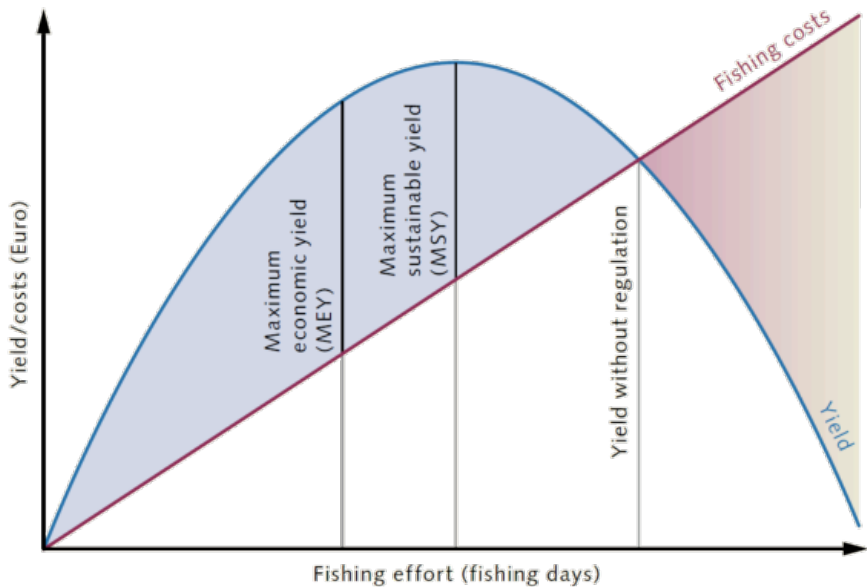 Fishing costs
Yield/costs (Euro)
Maximum
economic yield
(MEY)
Maximum
sustainable yield
(MSY)
Yield without regulation
Yield
Fishing effort (fishing days)